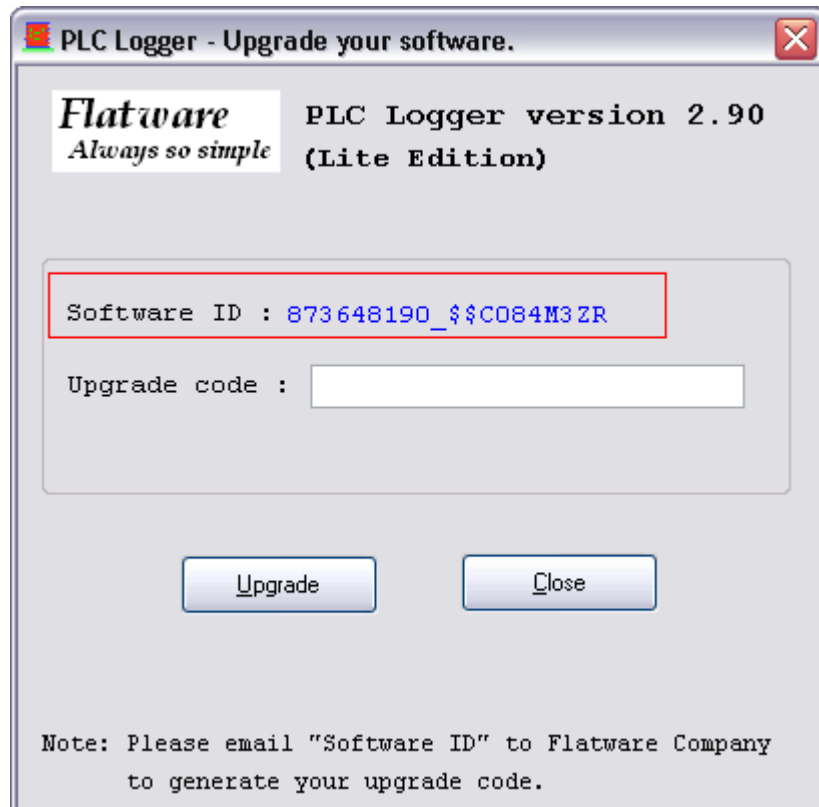 PLC Logger - Upgrade your software.
Flatware
Always so simple
PLC Logger version 2.90
(Lite Edition)
Software ID : 873648190_$$C084M3ZR
Upgrade code :
Upgrade
Close
Note: Please email "Software ID" to Flatware Company
to generate your upgrade code.